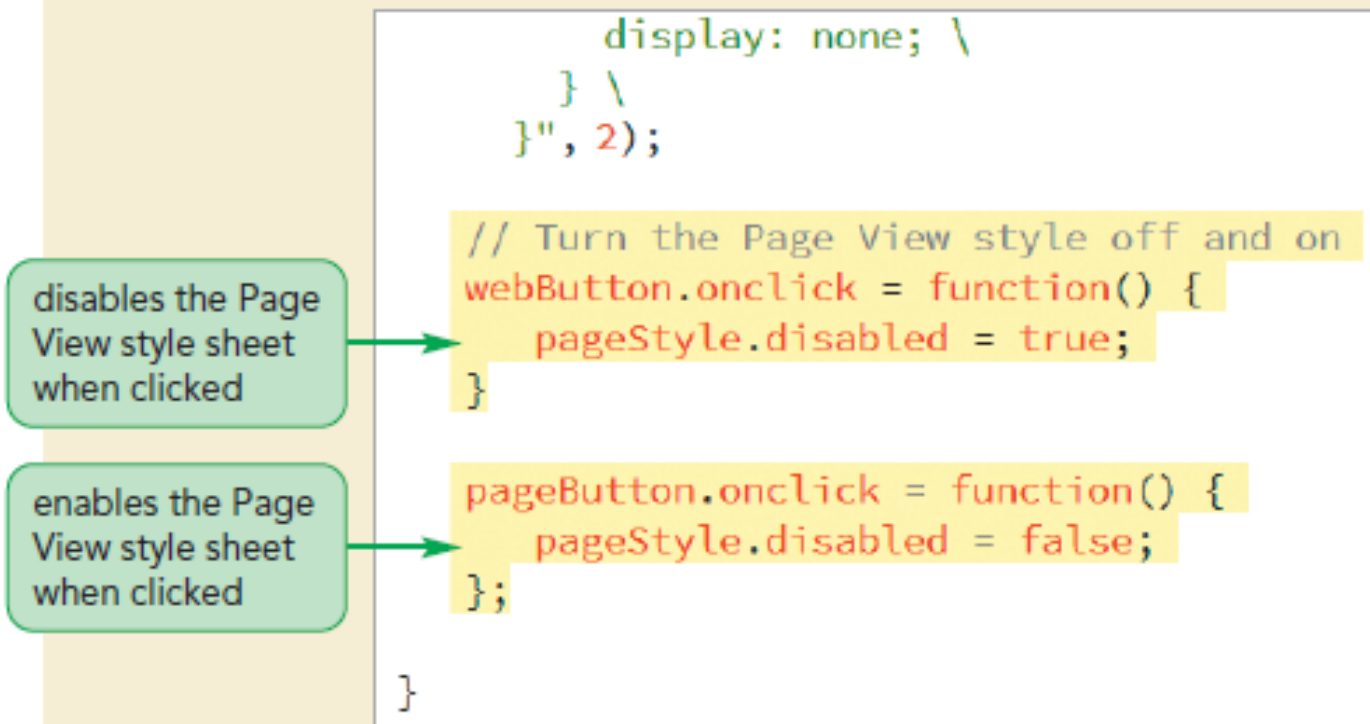 display: none; \
} \
}", 2);
// Turn the Page View style off and on
disables the Page
View style sheet
when clicked
webButton.onclick = function() {
pageStyle.disabled = true;
}
enables the Page
View style sheet
when clicked
pageButton.onclick = function() {
pageStyle.disabled = false;
};
}